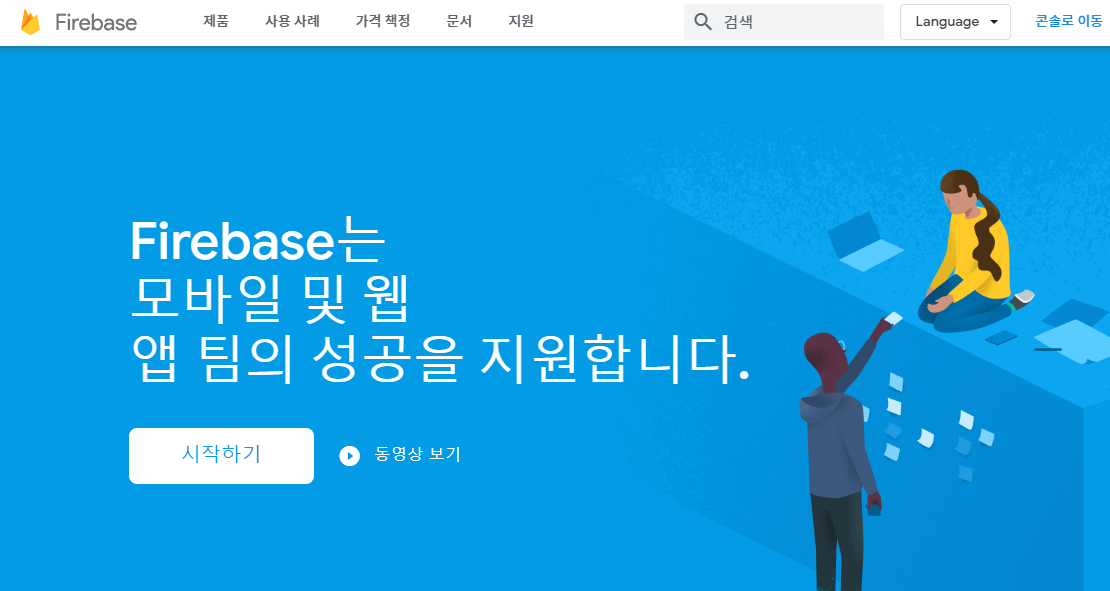 Firebase 제품 사용 사례 가격 책정 문서 지원 검색 Language 콘솔로 이동
Firebase는
모바일 및 웹
앱 팀의 성공을 지원합니다.
시작하기 동영상 보기